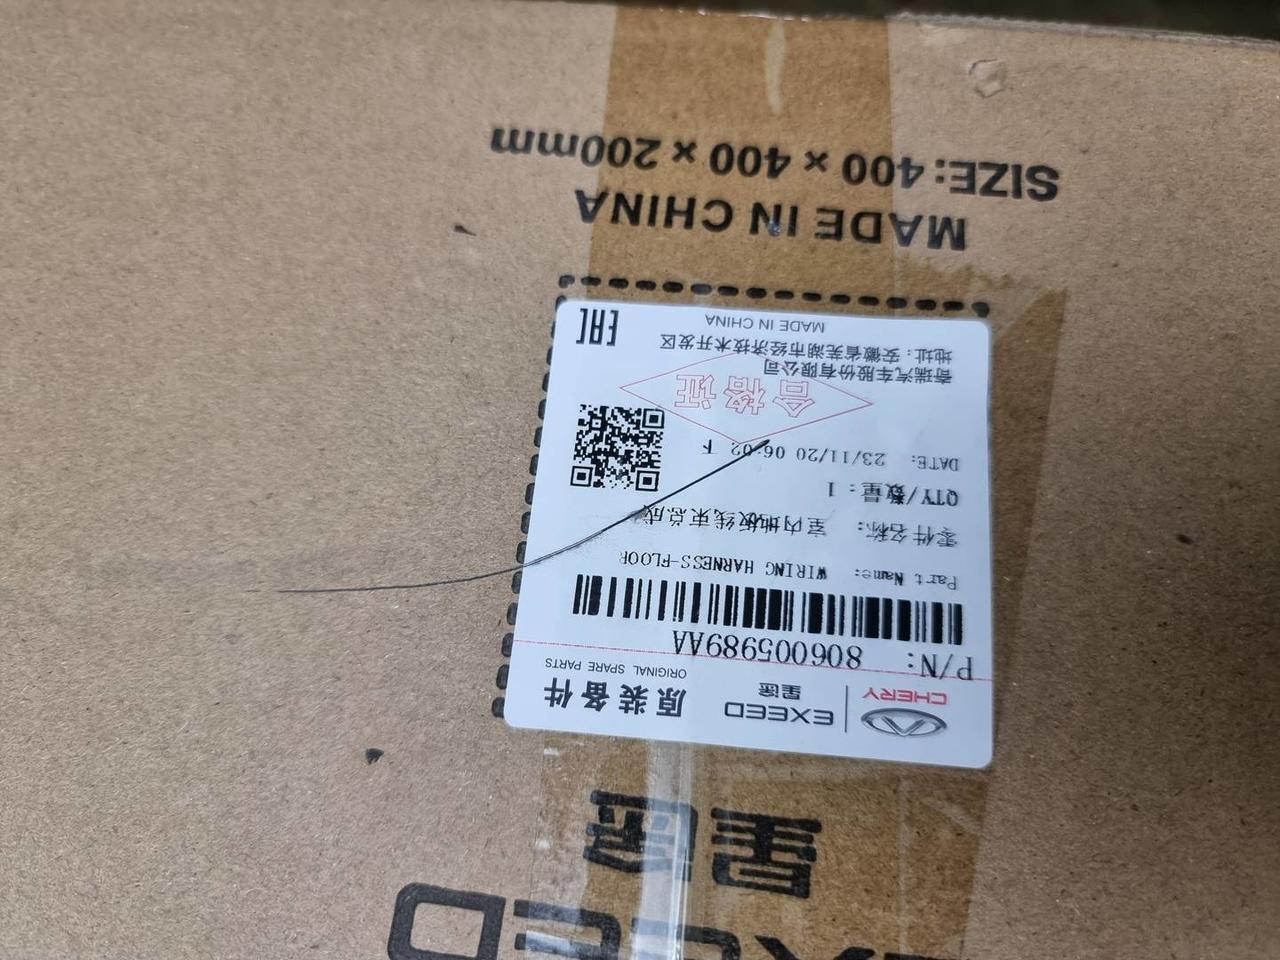 EXEED
星途
CHERY
EXEED 星途
原装备件
ORIGINAL SPARE PARTS
P/N: 806005989AA
Part Name: WIRING HARNESS-FLOOR
零件名称: 室内地板线束总成
QTY/数量: 1
DATE: 23/11/20 06:02 下
合格证
奇瑞汽车股份有限公司
地址: 安徽省芜湖市经济技术开发区
MADE IN CHINA
EAC
MADE IN CHINA
SIZE: 400 × 400 × 200mm